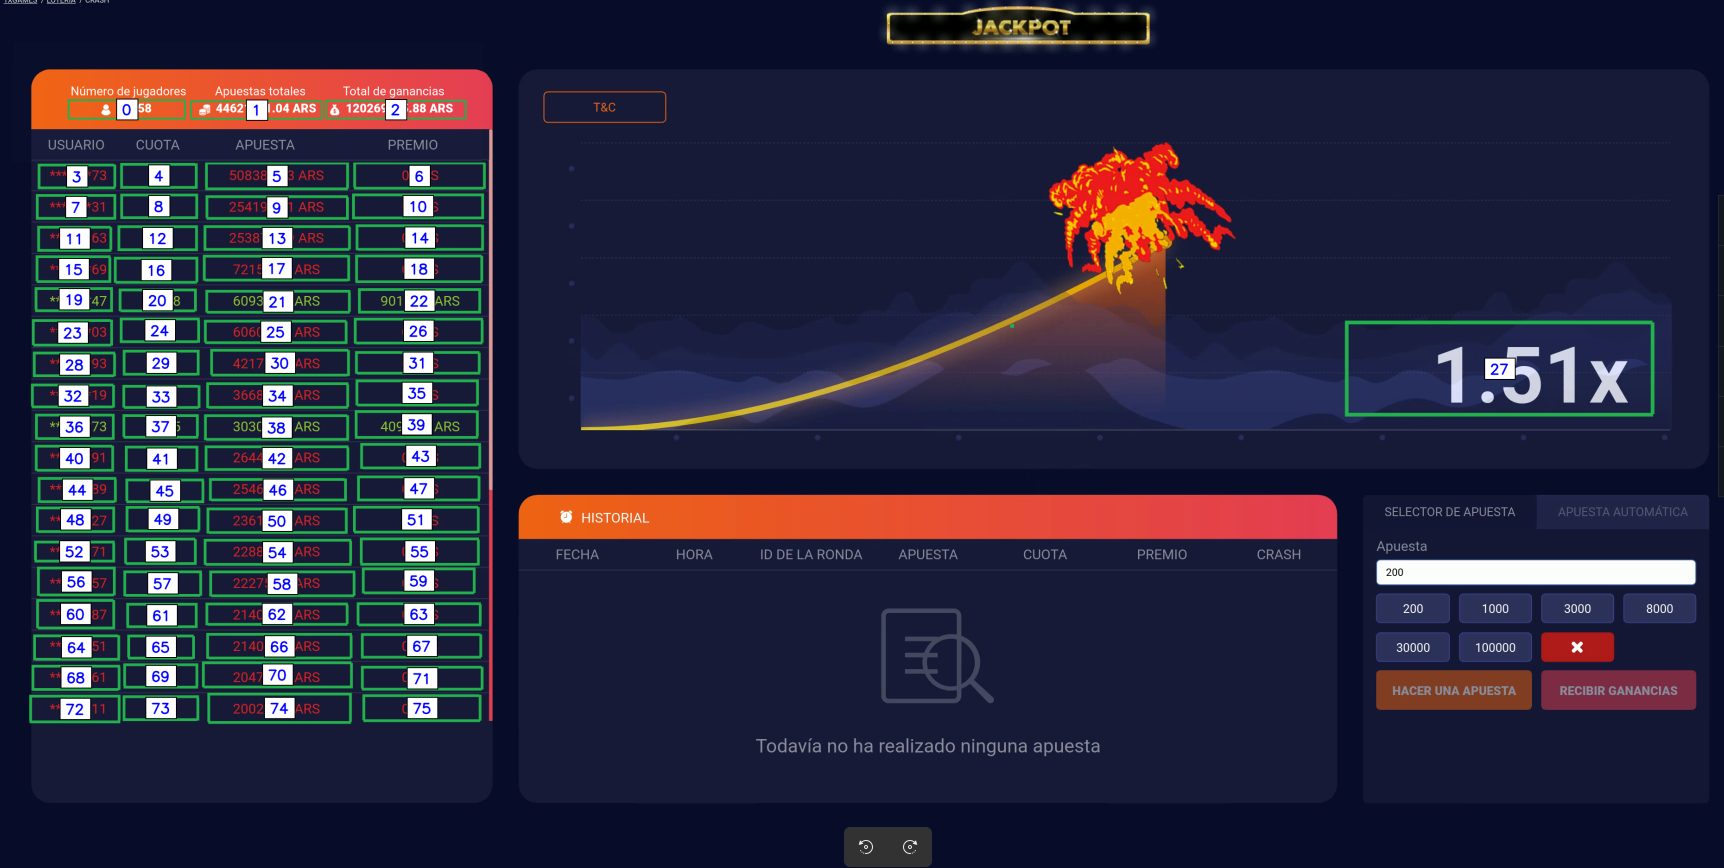 1XGAMES / LOTERÍA / CRASH
JACKPOT
Número de jugadores Apuestas totales Total de ganancias
0 58 4462 1 1.04 ARS 12026 2 .88 ARS
USUARIO CUOTA APUESTA PREMIO
*** 3 *73 4 50838 5 3 ARS 0 6 S
*** 7 *31 8 25419 9 1 ARS 10 S
** 11 63 12 2538 13 ARS 14 S
** 15 69 16 7215 17 ARS 18 S
** 19 47 20 8 6093 21 ARS 901 22 ARS
* 23 03 24 6060 25 ARS 26 S
* 28 93 29 4217 30 ARS 31 S
32 19 33 3668 34 ARS 35 S
** 36 73 37 3030 38 ARS 409 39 ARS
** 40 91 41 2644 42 ARS 43 S
** 44 39 45 2546 46 ARS 47 S
** 48 27 49 2361 50 ARS 51 S
** 52 71 53 2288 54 ARS 55 S
** 56 57 57 2227 58 ARS 59
** 60 87 61 2140 62 ARS 63 S
** 64 51 65 2140 66 ARS 67 S
** 68 61 69 2047 70 ARS 71 S
** 72 11 73 2002 74 ARS 75 S
T&C
1.51x
27
HISTORIAL
FECHA HORA ID DE LA RONDA APUESTA CUOTA PREMIO CRASH
Todavía no ha realizado ninguna apuesta
SELECTOR DE APUESTA APUESTA AUTOMÁTICA
Apuesta
200
200 1000 3000 8000
30000 100000
HACER UNA APUESTA RECIBIR GANANCIAS